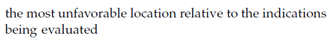 the most unfavorable location relative to the indications
being evaluated